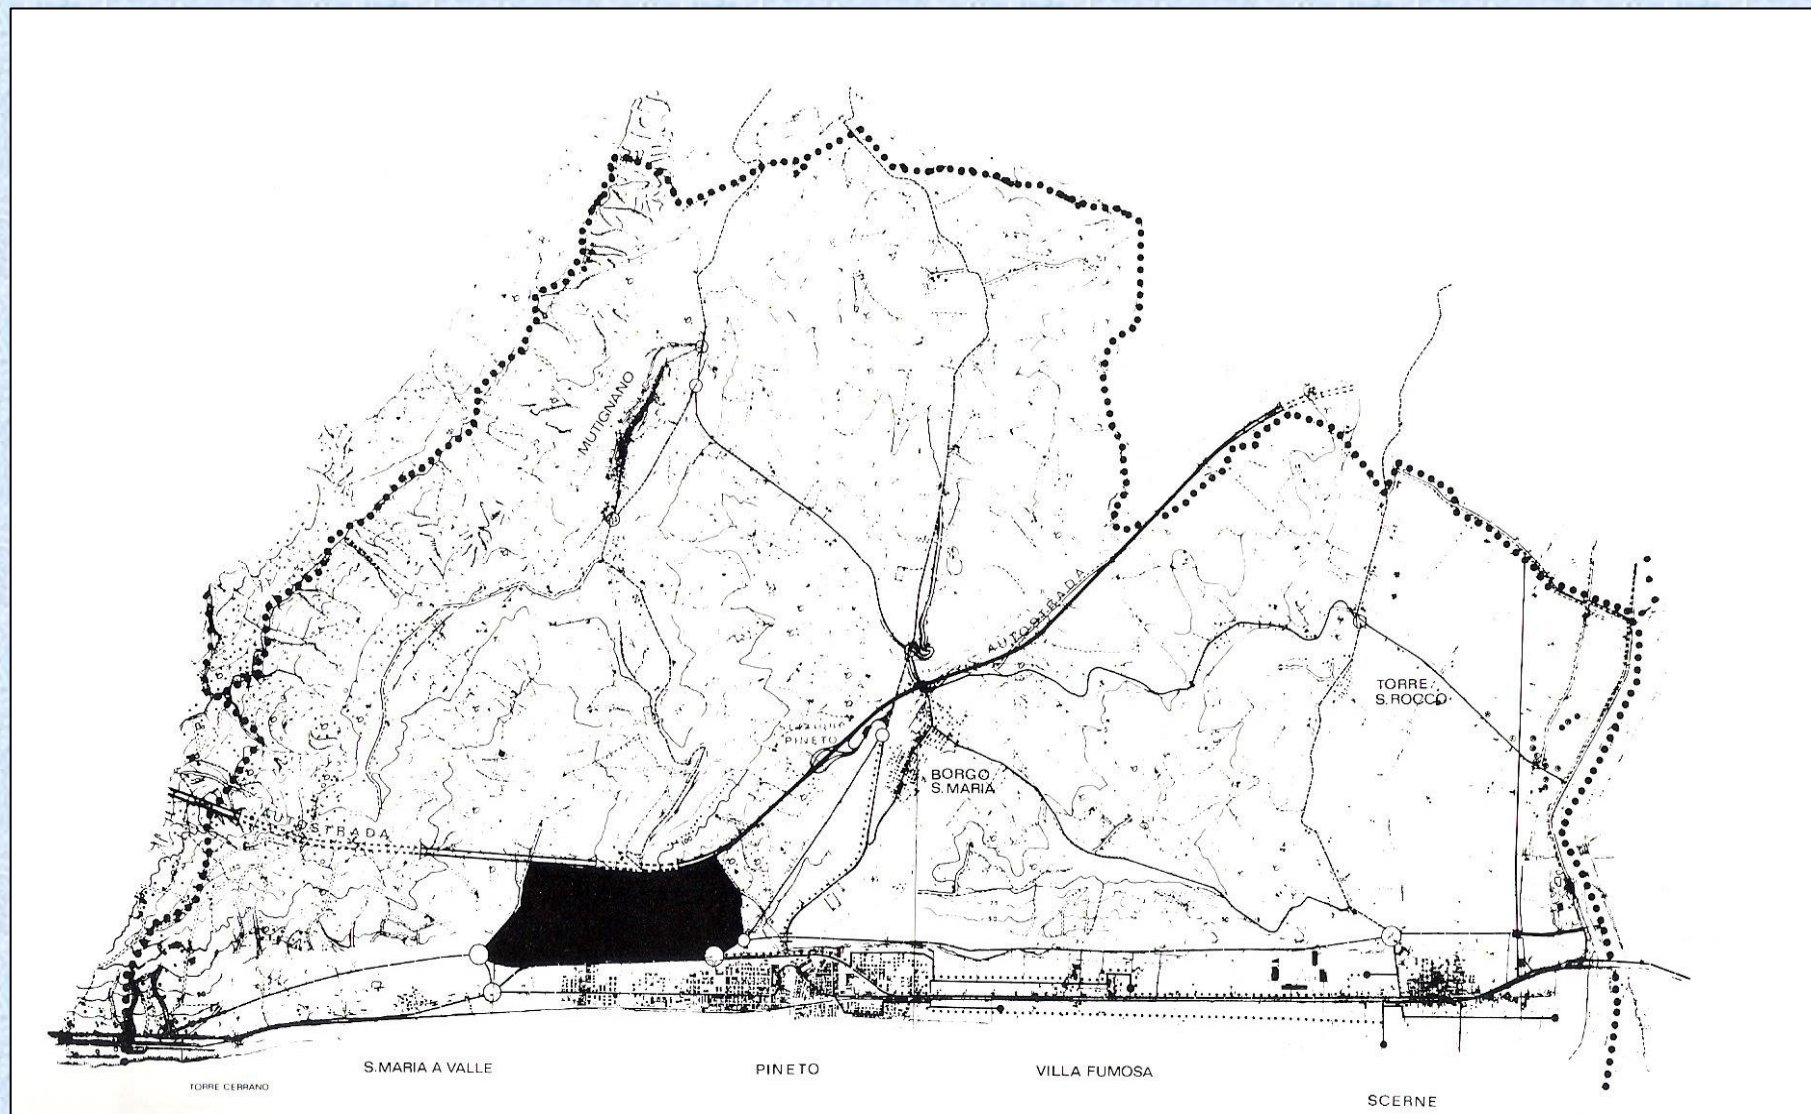 MUTIGNANO
AUTOSTRADA
TORRE
S.ROCCO
PINETO
BORGO
S.MARIA
AUTOSTRADA
S.MARIA A VALLE
PINETO
VILLA FUMOSA
TORRE CERRANO
SCERNE